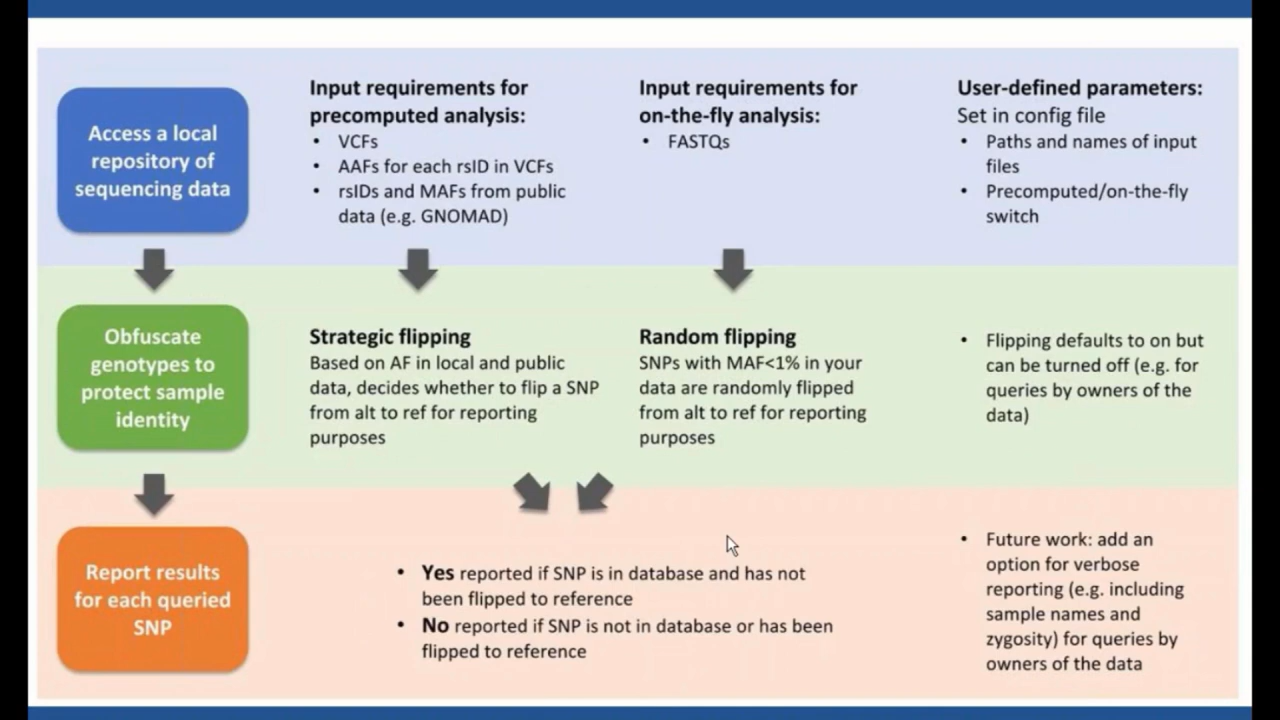 Access a local
repository of
sequencing data
Input requirements for
precomputed analysis:
• VCFs
• AAFs for each rsID in VCFs
• rsIDs and MAFs from public
data (e.g. GNOMAD)
Input requirements for
on-the-fly analysis:
• FASTQs
User-defined parameters:
Set in config file
• Paths and names of input
files
• Precomputed/on-the-fly
switch
Obfuscate
genotypes to
protect sample
identity
Strategic flipping
Based on AF in local and public
data, decides whether to flip a SNP
from alt to ref for reporting
purposes
Random flipping
SNPs with MAF<1% in your
data are randomly flipped
from alt to ref for reporting
purposes
• Flipping defaults to on but
can be turned off (e.g. for
queries by owners of the
data)
Report results
for each queried
SNP
• Yes reported if SNP is in database and has not
been flipped to reference
• No reported if SNP is not in database or has been
flipped to reference
• Future work: add an
option for verbose
reporting (e.g. including
sample names and
zygosity) for queries by
owners of the data